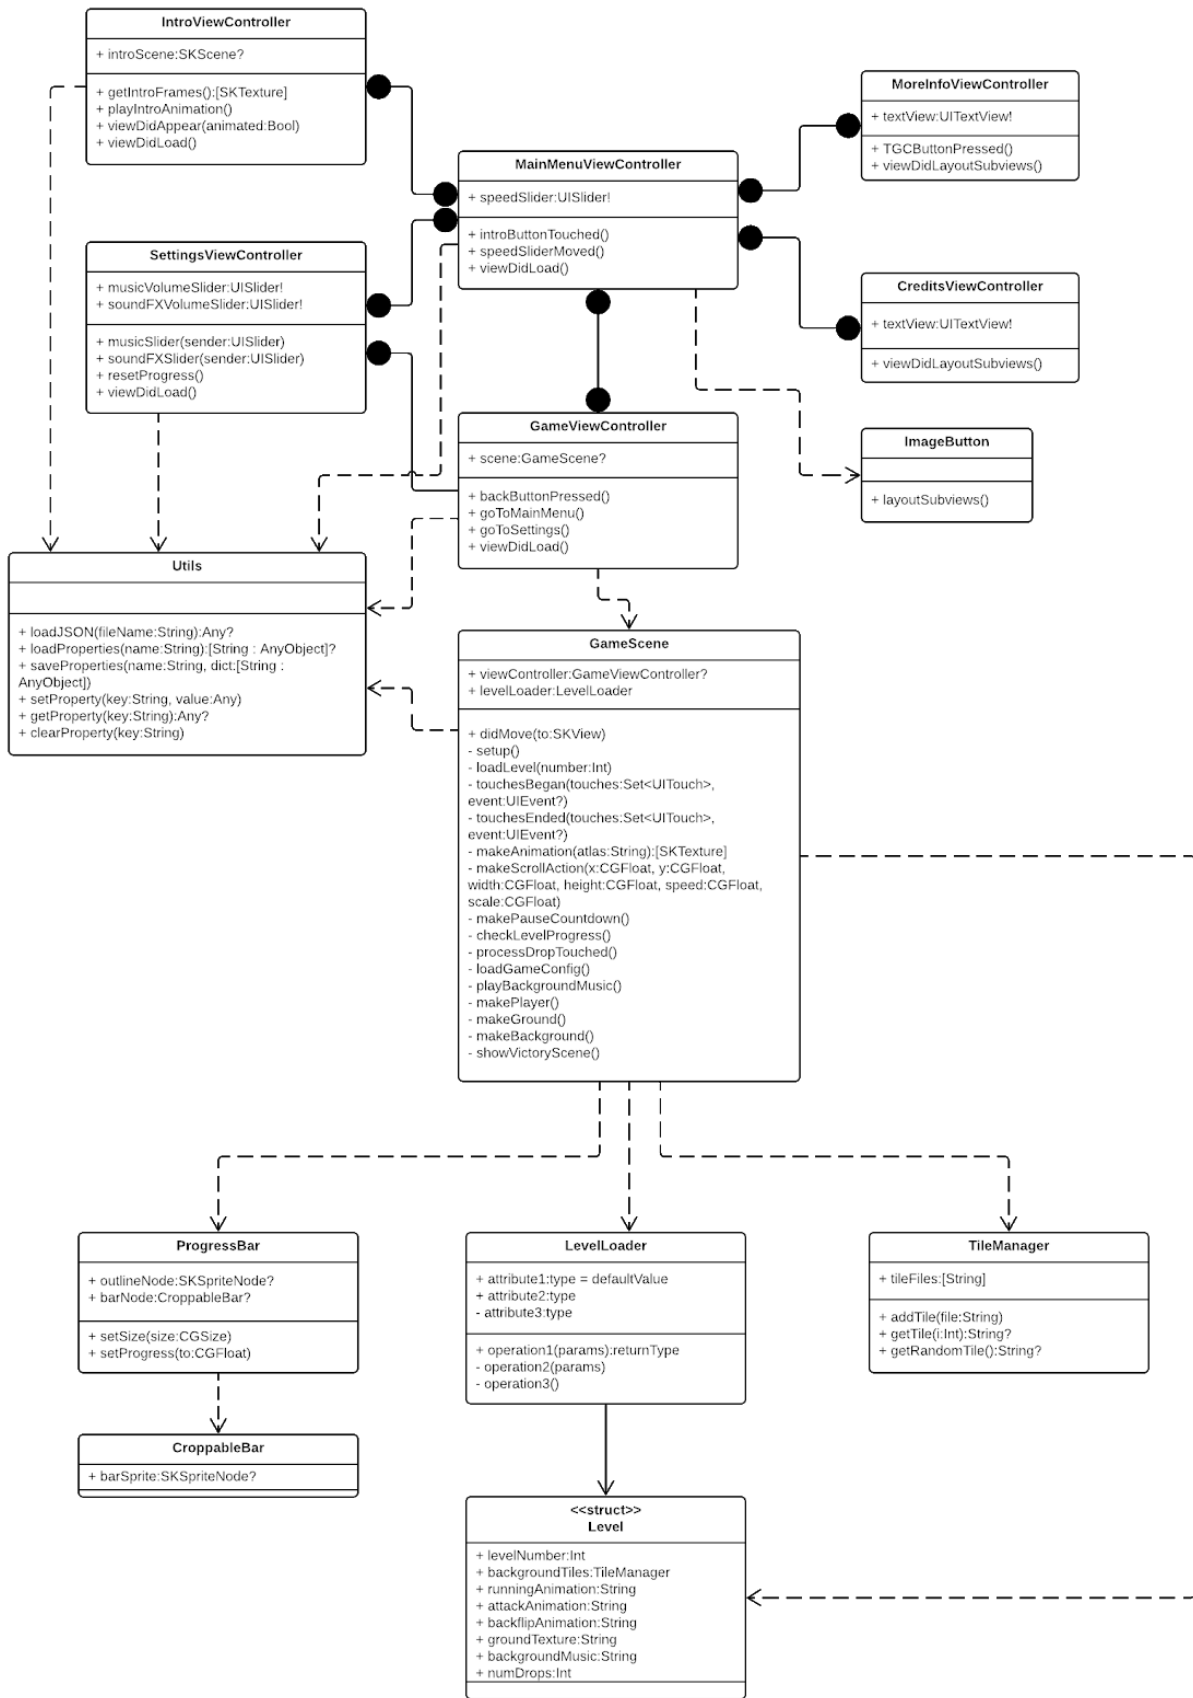 IntroViewController
+ introScene:SKScene?
+ getIntroFrames():[SKTexture]
+ playIntroAnimation()
+ viewDidAppear(animated:Bool)
+ viewDidLoad()
MoreInfoViewController
+ textView:UITextView!
+ TGCButtonPressed()
+ viewDidLayoutSubviews()
MainMenuViewController
+ speedSlider:UISlider!
+ introButtonTouched()
+ speedSliderMoved()
+ viewDidLoad()
SettingsViewController
+ musicVolumeSlider:UISlider!
+ soundFXVolumeSlider:UISlider!
+ musicSlider(sender:UISlider)
+ soundFXSlider(sender:UISlider)
+ resetProgress()
+ viewDidLoad()
CreditsViewController
+ textView:UITextView!
+ viewDidLayoutSubviews()
GameViewController
+ scene:GameScene?
+ backButtonPressed()
+ goToMainMenu()
+ goToSettings()
+ viewDidLoad()
ImageButton
+ layoutSubviews()
Utils
+ loadJSON(fileName:String):Any?
+ loadProperties(name:String):[String : AnyObject]?
+ saveProperties(name:String, dict:[String :
AnyObject])
+ setProperty(key:String, value:Any)
+ getProperty(key:String):Any?
+ clearProperty(key:String)
GameScene
+ viewController:GameViewController?
+ levelLoader:LevelLoader
+ didMove(to:SKView)
- setup()
- loadLevel(number:Int)
- touchesBegan(touches:Set<UITouch>,
event:UIEvent?)
- touchesEnded(touches:Set<UITouch>,
event:UIEvent?)
- makeAnimation(atlas:String):[SKTexture]
- makeScrollAction(x:CGFloat, y:CGFloat,
width:CGFloat, height:CGFloat, speed:CGFloat,
scale:CGFloat)
- makePauseCountdown()
- checkLevelProgress()
- processDropTouched()
- loadGameConfig()
- playBackgroundMusic()
- makePlayer()
- makeGround()
- makeBackground()
- showVictoryScene()
ProgressBar
+ outlineNode:SKSpriteNode?
+ barNode:CroppableBar?
+ setSize(size:CGSize)
+ setProgress(to:CGFloat)
LevelLoader
+ attribute1:type = defaultValue
+ attribute2:type
- attribute3:type
+ operation1(params):returnType
- operation2(params)
- operation3()
TileManager
+ tileFiles:[String]
+ addTile(file:String)
+ getTile(i:Int):String?
+ getRandomTile():String?
CroppableBar
+ barSprite:SKSpriteNode?
<<struct>>
Level
+ levelNumber:Int
+ backgroundTiles:TileManager
+ runningAnimation:String
+ attackAnimation:String
+ backflipAnimation:String
+ groundTexture:String
+ backgroundMusic:String
+ numDrops:Int